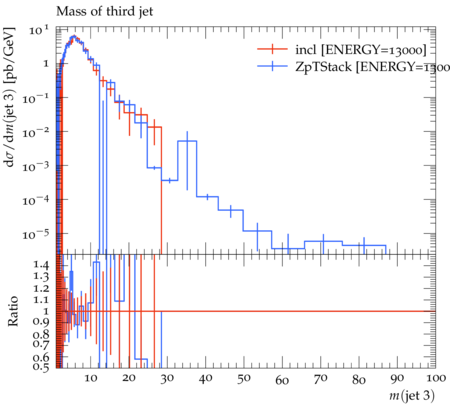 Mass of third jet
dσ/dm(jet 3) [pb/GeV]
10¹
1
10⁻¹
10⁻²
10⁻³
10⁻⁴
10⁻⁵
incl [ENERGY=13000]
ZpTStack [ENERGY=1300
Ratio
1.4
1.3
1.2
1.1
1
0.9
0.8
0.7
0.6
0.5
10 20 30 40 50 60 70 80 90 100
m(jet 3)